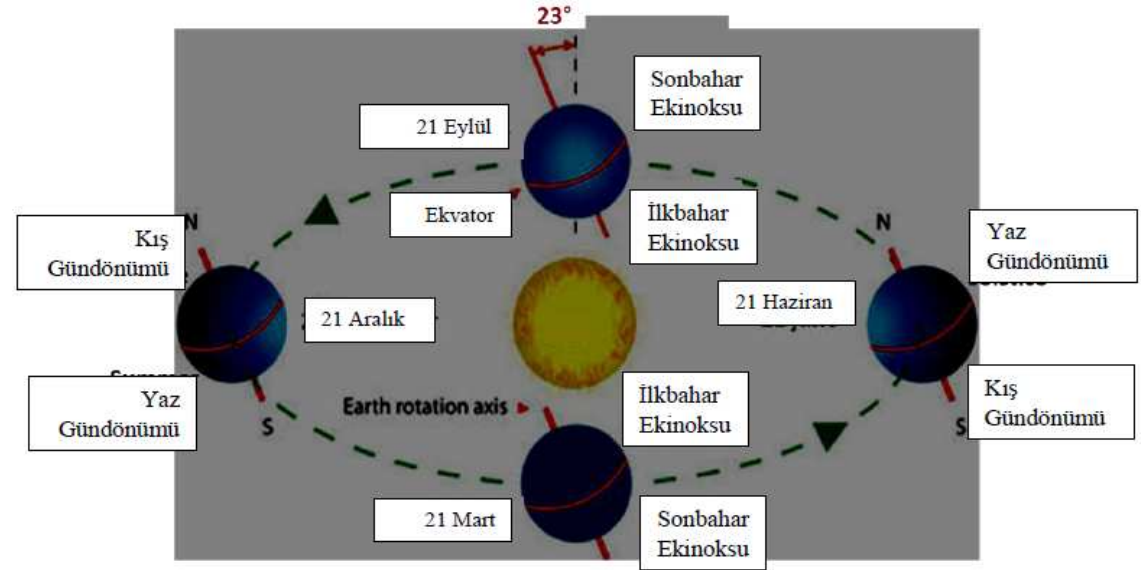 23°
Sonbahar
Ekinoksu
21 Eylül
Ekvator
İlkbahar
Ekinoksu
N
Kış
Gündönümü
N
Yaz
Gündönümü
21 Aralık
21 Haziran
Yaz
Gündönümü
S
Earth rotation axis
İlkbahar
Ekinoksu
Kış
Gündönümü
S
21 Mart
Sonbahar
Ekinoksu